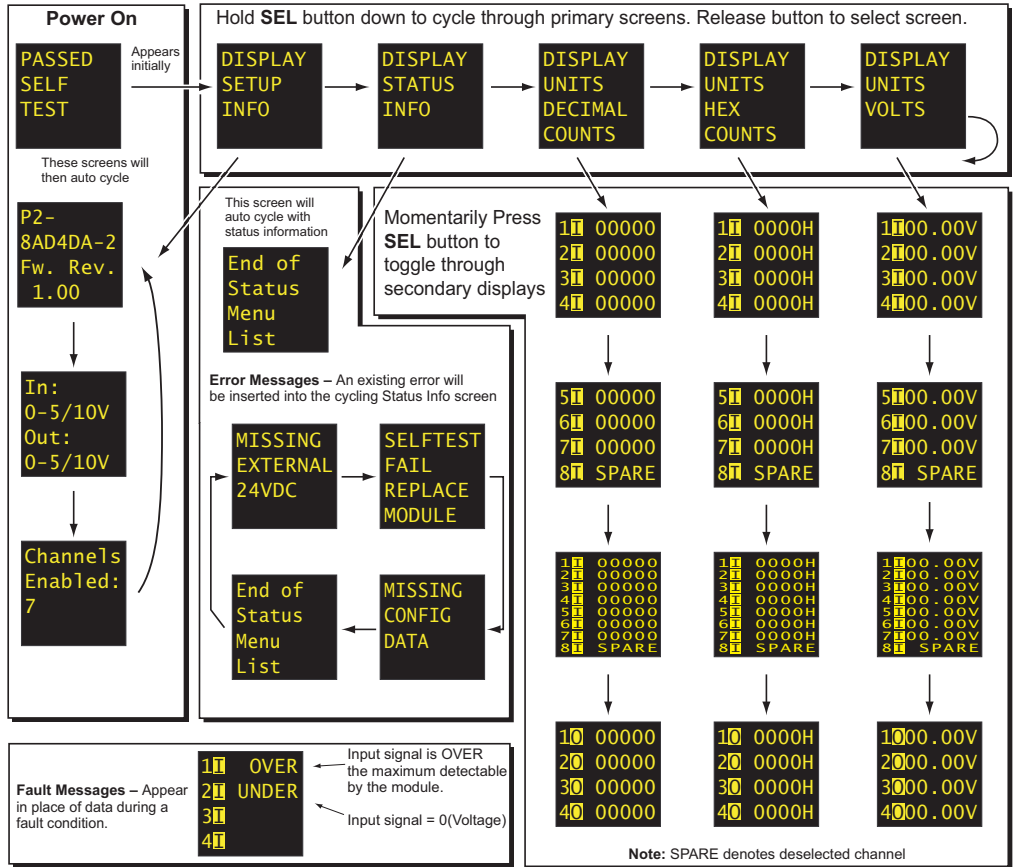 Power On
PASSED
SELF
TEST
Appears
initially
These screens will
then auto cycle
P2-
8AD4DA-2
Fw. Rev.
1.00
In:
0-5/10V
Out:
0-5/10V
Channels
Enabled:
7
Hold SEL button down to cycle through primary screens. Release button to select screen.
DISPLAY
SETUP
INFO
DISPLAY
STATUS
INFO
DISPLAY
UNITS
DECIMAL
COUNTS
DISPLAY
UNITS
HEX
COUNTS
DISPLAY
UNITS
VOLTS
This screen will
auto cycle with
status information
End of
Status
Menu
List
Error Messages – An existing error will
be inserted into the cycling Status Info screen
MISSING
EXTERNAL
24VDC
SELFTEST
FAIL
REPLACE
MODULE
End of
Status
Menu
List
MISSING
CONFIG
DATA
Momentarily Press
SEL button to
toggle through
secondary displays
1I 00000
2I 00000
3I 00000
4I 00000
1I 0000H
2I 0000H
3I 0000H
4I 0000H
1I00.00V
2I00.00V
3I00.00V
4I00.00V
5I 00000
6I 00000
7I 00000
8I SPARE
5I 0000H
6I 0000H
7I 0000H
8I SPARE
5I00.00V
6I00.00V
7I00.00V
8I SPARE
1I 00000
2I 00000
3I 00000
4I 00000
5I 00000
6I 00000
7I 00000
8I SPARE
1I 0000H
2I 0000H
3I 0000H
4I 0000H
5I 0000H
6I 0000H
7I 0000H
8I SPARE
1I00.00V
2I00.00V
3I00.00V
4I00.00V
5I00.00V
6I00.00V
7I00.00V
8I SPARE
1O 00000
2O 00000
3O 00000
4O 00000
1O 0000H
2O 0000H
3O 0000H
4O 0000H
1O00.00V
2O00.00V
3O00.00V
4O00.00V
Note: SPARE denotes deselected channel
Fault Messages – Appear
in place of data during a
fault condition.
1I OVER
2I UNDER
3I
4I
Input signal is OVER
the maximum detectable
by the module.
Input signal = 0(Voltage)